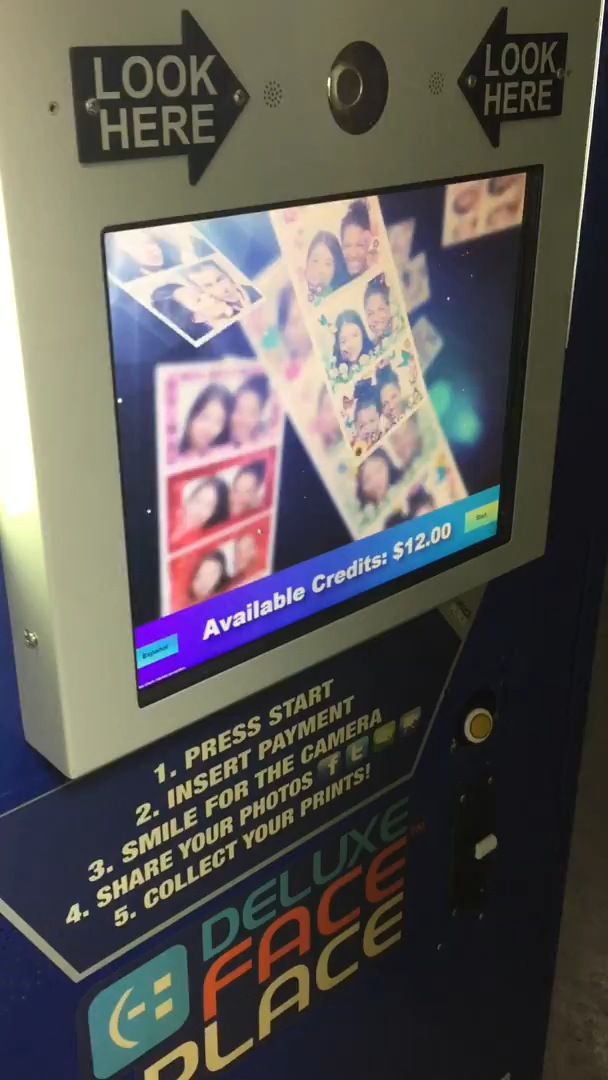 LOOK
HERE
LOOK
HERE
Start
Available Credits: $12.00
Español
1. PRESS START
2. INSERT PAYMENT
3. SMILE FOR THE CAMERA
4. SHARE YOUR PHOTOS f t
5. COLLECT YOUR PRINTS!
DELUXE
FACE™
PLACE